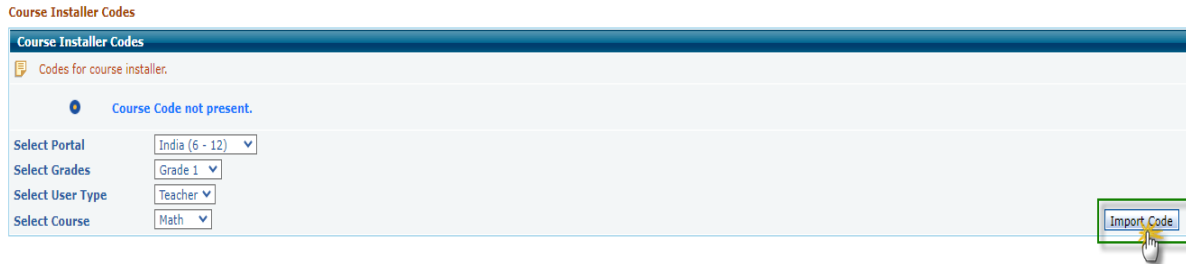 Course Installer Codes
Course Installer Codes
Codes for course installer.
Course Code not present.
Select Portal India (6 - 12)
Select Grades Grade 1
Select User Type Teacher
Select Course Math
Import Code